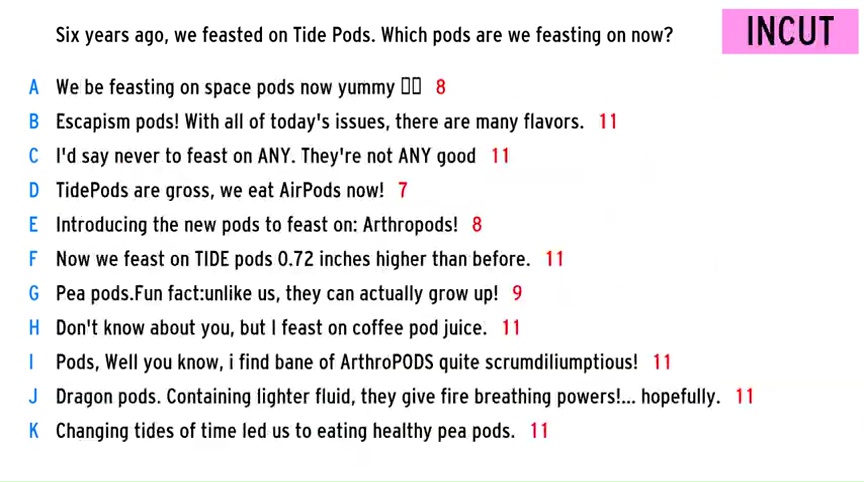 Six years ago, we feasted on Tide Pods. Which pods are we feasting on now?
INCUT
A We be feasting on space pods now yummy 8
B Escapism pods! With all of today's issues, there are many flavors. 11
C I'd say never to feast on ANY. They're not ANY good 11
D TidePods are gross, we eat AirPods now! 7
E Introducing the new pods to feast on: Arthropods! 8
F Now we feast on TIDE pods 0.72 inches higher than before. 11
G Pea pods.Fun fact:unlike us, they can actually grow up! 9
H Don't know about you, but I feast on coffee pod juice. 11
I Pods, Well you know, i find bane of ArthroPODS quite scrumdiliumptious! 11
J Dragon pods. Containing lighter fluid, they give fire breathing powers!... hopefully. 11
K Changing tides of time led us to eating healthy pea pods. 11